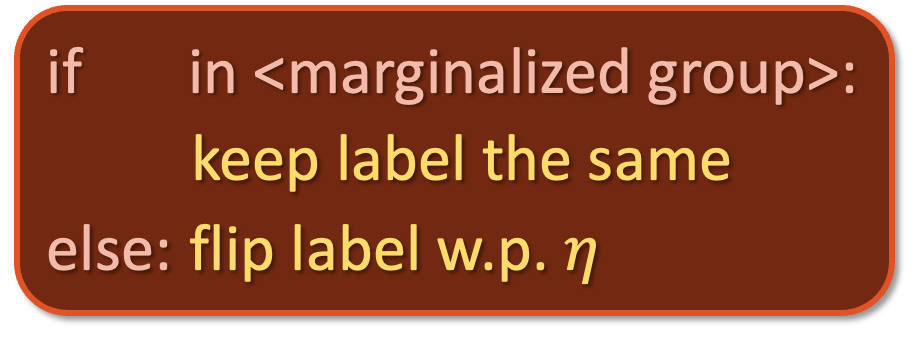 if in <marginalized group>:
keep label the same
else: flip label w.p. η